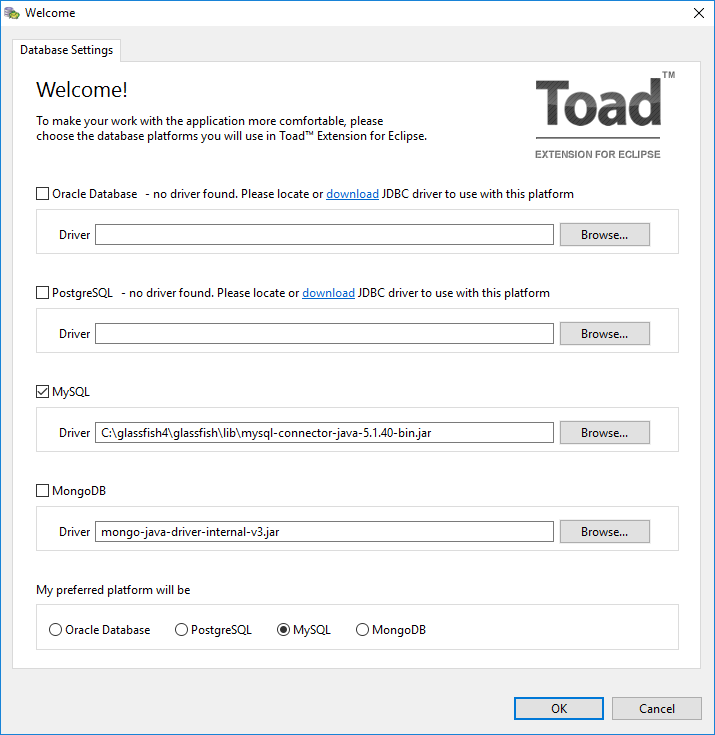 Welcome
Database Settings
Welcome!
To make your work with the application more comfortable, please
choose the database platforms you will use in Toad™ Extension for Eclipse.
Toad™
EXTENSION FOR ECLIPSE
Oracle Database - no driver found. Please locate or download JDBC driver to use with this platform
Driver Browse...
PostgreSQL - no driver found. Please locate or download JDBC driver to use with this platform
Driver Browse...
MySQL
Driver C:\glassfish4\glassfish\lib\mysql-connector-java-5.1.40-bin.jar Browse...
MongoDB
Driver mongo-java-driver-internal-v3.jar Browse...
My preferred platform will be
Oracle Database PostgreSQL MySQL MongoDB
OK Cancel